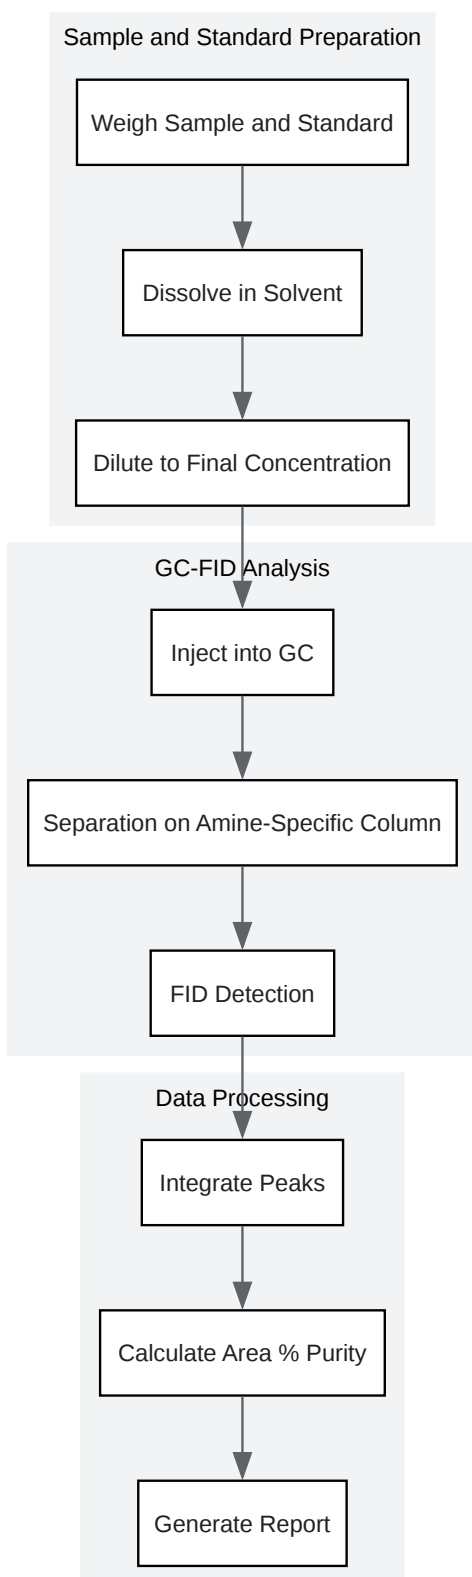 Sample and Standard Preparation
Weigh Sample and Standard
Dissolve in Solvent
Dilute to Final Concentration
GC-FID Analysis
Inject into GC
Separation on Amine-Specific Column
FID Detection
Data Processing
Integrate Peaks
Calculate Area % Purity
Generate Report